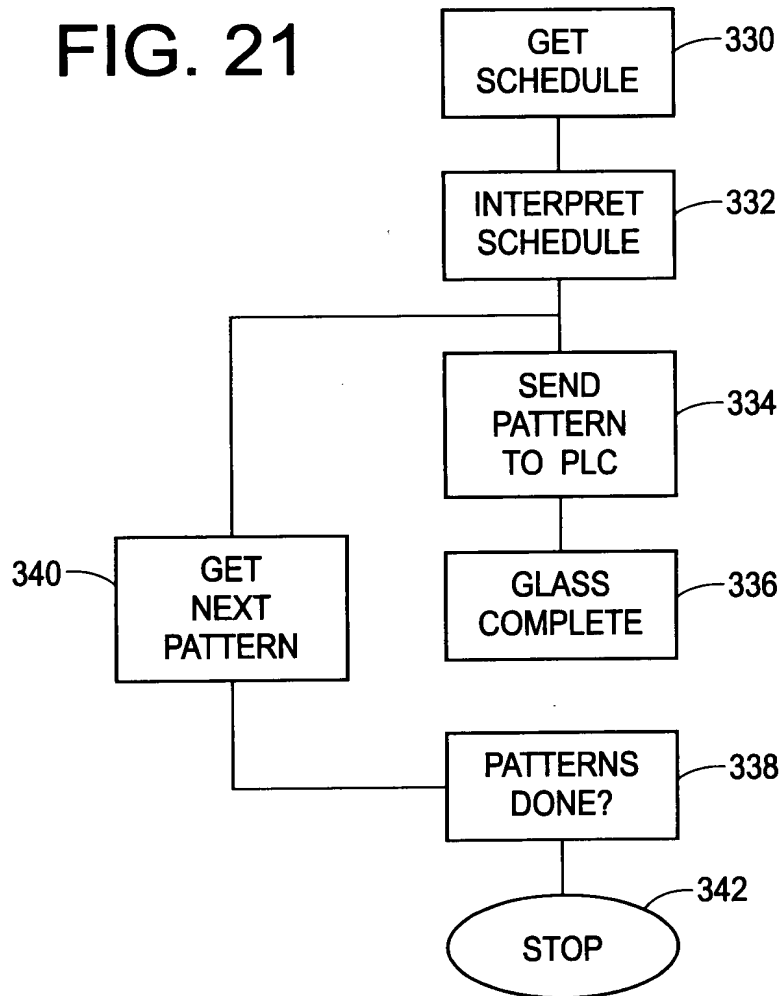 FIG. 21
GET
SCHEDULE
330
INTERPRET
SCHEDULE
332
SEND
PATTERN
TO PLC
334
340
GET
NEXT
PATTERN
GLASS
COMPLETE
336
PATTERNS
DONE?
338
342
STOP